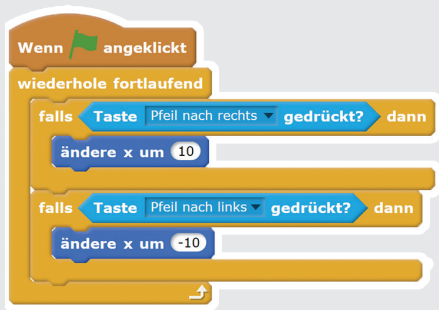 Wenn angeklickt
wiederhole fortlaufend
falls Taste Pfeil nach rechts gedrückt? dann
ändere x um 10
falls Taste Pfeil nach links gedrückt? dann
ändere x um -10